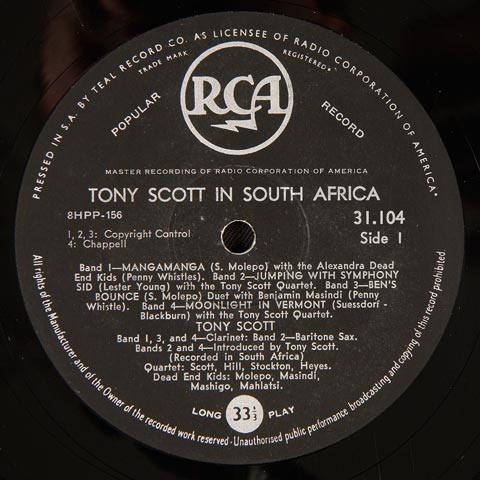 PRESSED IN S.A. BY TEAL RECORD CO. AS LICENSEE OF RADIO CORPORATION OF AMERICA.
TRADE MARK REGISTERED
RCA
POPULAR RECORD
MASTER RECORDING OF RADIO CORPORATION OF AMERICA
TONY SCOTT IN SOUTH AFRICA
8HPP-156 31.104
1, 2, 3: Copyright Control Side 1
4: Chappell
Band 1—MANGAMANGA (S. Molepo) with the Alexandra Dead
End Kids (Penny Whistles). Band 2—JUMPING WITH SYMPHONY
SID (Lester Young) with the Tony Scott Quartet. Band 3—BEN'S
BOUNCE (S. Molepo) Duet with Benjamin Masindi (Penny
Whistle). Band 4—MOONLIGHT IN VERMONT (Suessdorf-
Blackburn) with the Tony Scott Quartet.
TONY SCOTT
Band 1, 3, and 4—Clarinet: Band 2—Baritone Sax.
Bands 2 and 4—Introduced by Tony Scott.
(Recorded in South Africa)
Quartet: Scott, Hill, Stockton, Heyes.
Dead End Kids: Molepo, Masindi,
Mashigo, Mahlatsi.
LONG 33⅓ PLAY
All rights of the Manufacturer and of the Owner of the recorded work reserved - Unauthorised public performance broadcasting and copying of this record prohibited.